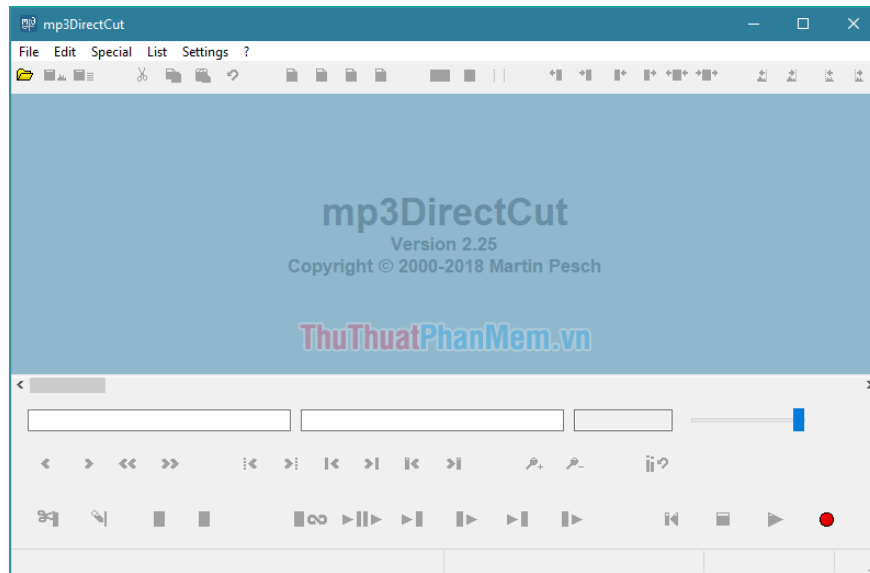 mp3DirectCut
File Edit Special List Settings ?
mp3DirectCut
Version 2.25
Copyright © 2000-2018 Martin Pesch
ThuThuatPhanMem.vn